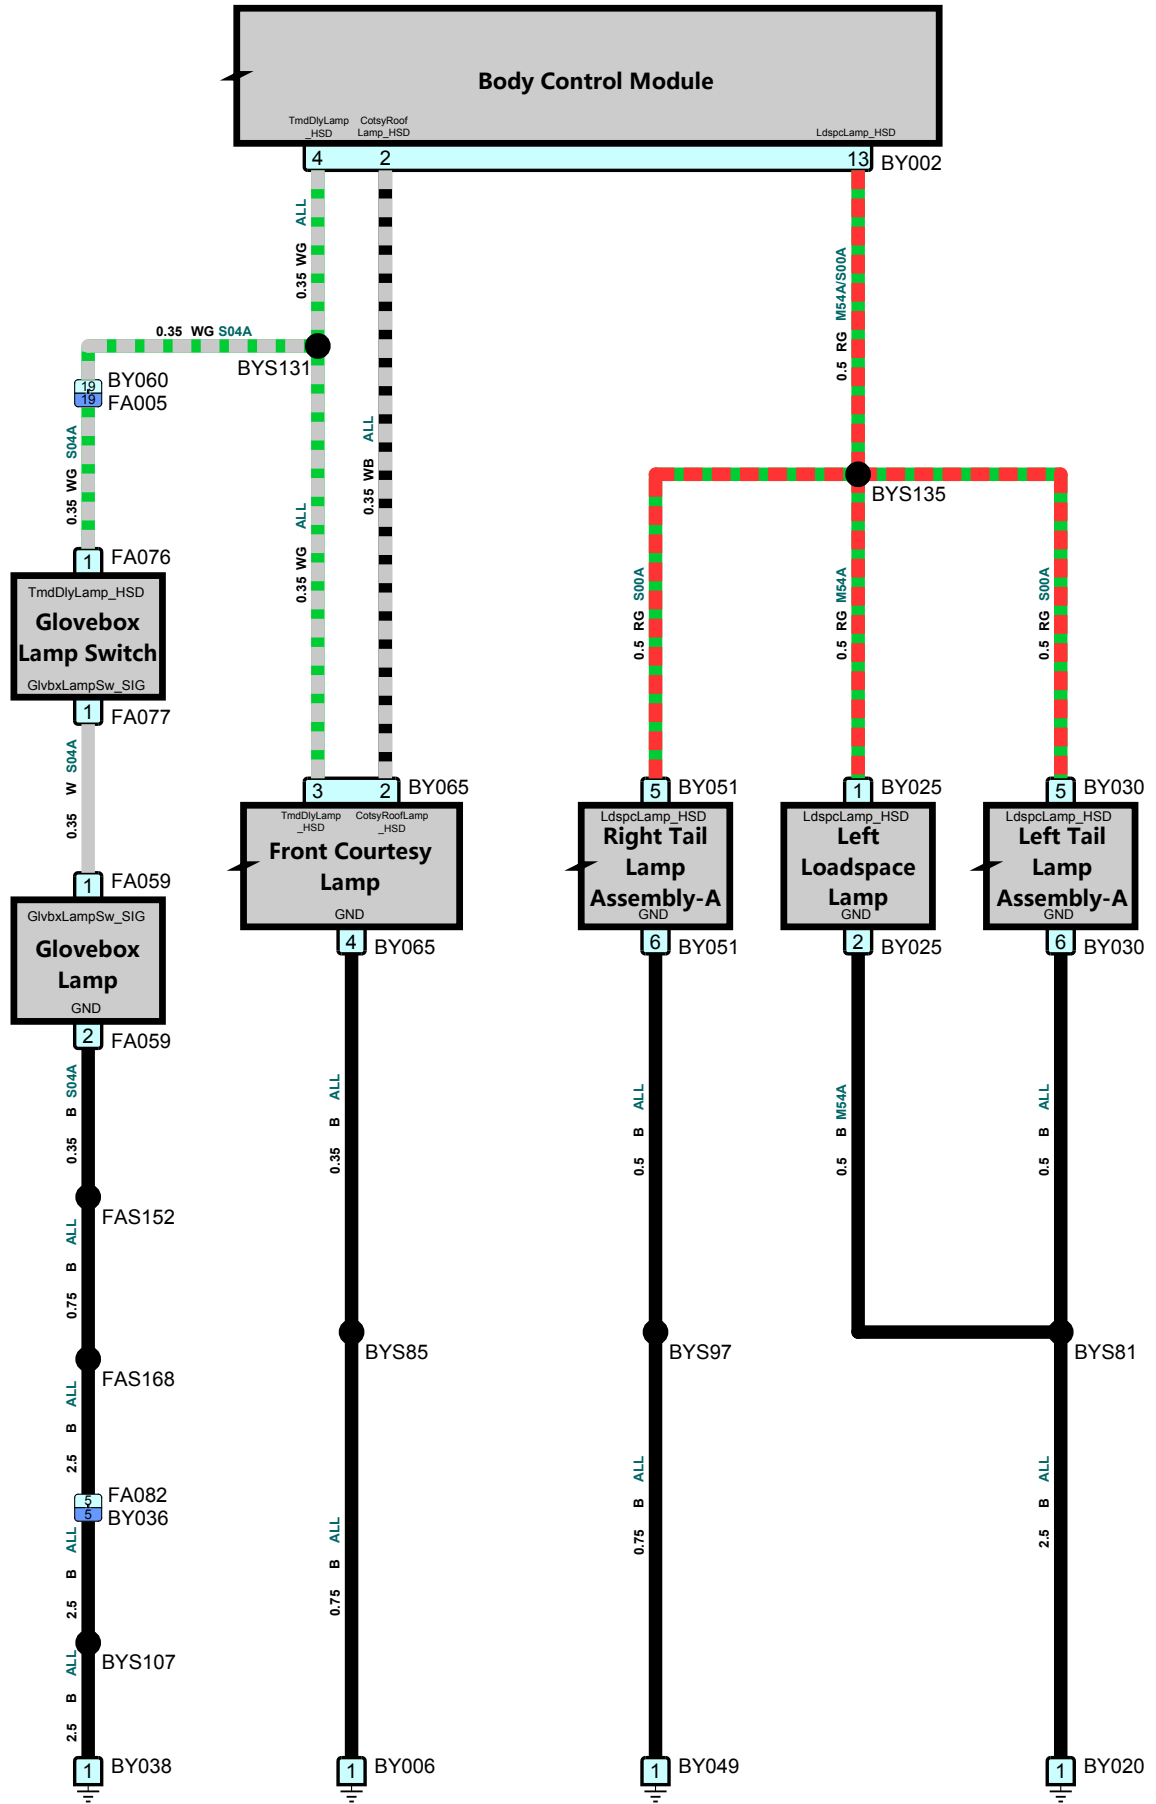 Body Control Module
TmdDlyLamp
_HSD
CotsyRoof
Lamp_HSD
LdspcLamp_HSD
4
2
13
BY002
0.35 WG ALL
0.35 WB ALL
0.5 RG M54A/S00A
0.35 WG S04A
BYS131
19
BY060
19
FA005
0.35 WG S04A
0.35 WG ALL
BYS135
0.5 RG S00A
0.5 RG M54A
0.5 RG S00A
1
FA076
TmdDlyLamp_HSD
Glovebox
Lamp Switch
GlvbxLampSw_SIG
1
FA077
0.35 W S04A
1
FA059
GlvbxLampSw_SIG
Glovebox
Lamp
GND
2
FA059
3
2
BY065
TmdDlyLamp
_HSD
CotsyRoofLamp
_HSD
Front Courtesy
Lamp
GND
4
BY065
5
BY051
LdspcLamp_HSD
Right Tail
Lamp
Assembly-A
GND
6
BY051
1
BY025
LdspcLamp_HSD
Left
Loadspace
Lamp
GND
2
BY025
5
BY030
LdspcLamp_HSD
Left Tail
Lamp
Assembly-A
GND
6
BY030
0.35 B S04A
0.35 B ALL
0.5 B ALL
0.5 B M54A
0.5 B ALL
FAS152
0.75 B ALL
FAS168
2.5 B ALL
5
FA082
5
BY036
2.5 B ALL
BYS107
2.5 B ALL
1
BY038
BYS85
0.75 B ALL
1
BY006
BYS97
0.75 B ALL
1
BY049
BYS81
2.5 B ALL
1
BY020